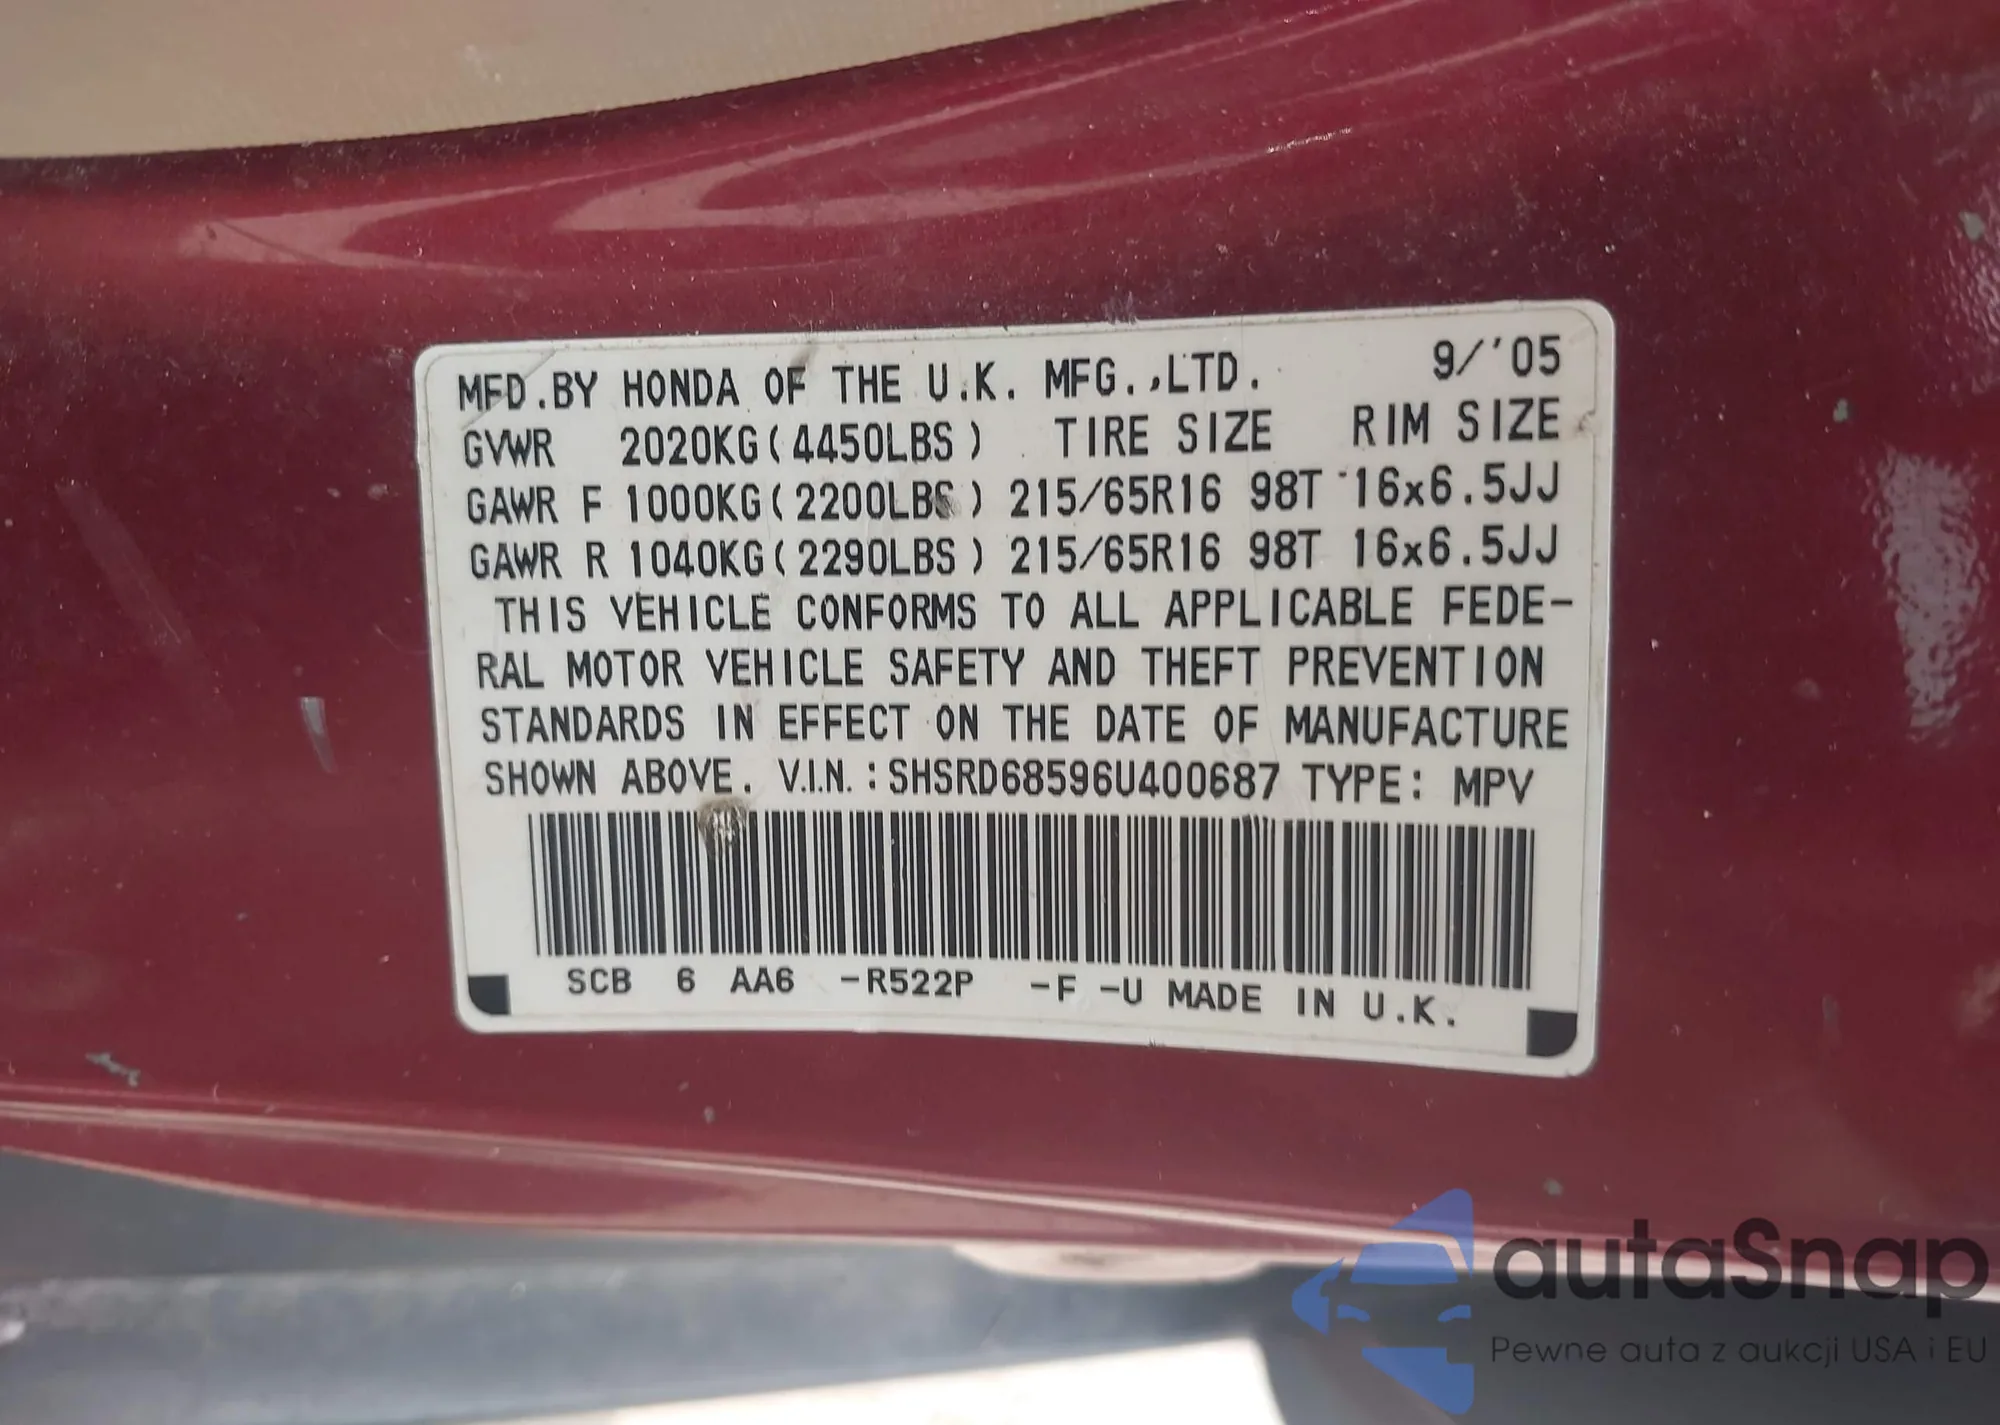 MFD.BY HONDA OF THE U.K. MFG.,LTD. 9/'05
GVWR 2020KG(4450LBS) TIRE SIZE RIM SIZE
GAWR F 1000KG(2200LBS) 215/65R16 98T 16x6.5JJ
GAWR R 1040KG(2290LBS) 215/65R16 98T 16x6.5JJ
THIS VEHICLE CONFORMS TO ALL APPLICABLE FEDE-
RAL MOTOR VEHICLE SAFETY AND THEFT PREVENTION
STANDARDS IN EFFECT ON THE DATE OF MANUFACTURE
SHOWN ABOVE. V.I.N.:SHSRD68596U400687 TYPE: MPV
SCB 6 AA6 -R522P -F -U MADE IN U.K.
autaSnap
Pewne auta z aukcji USA i EU